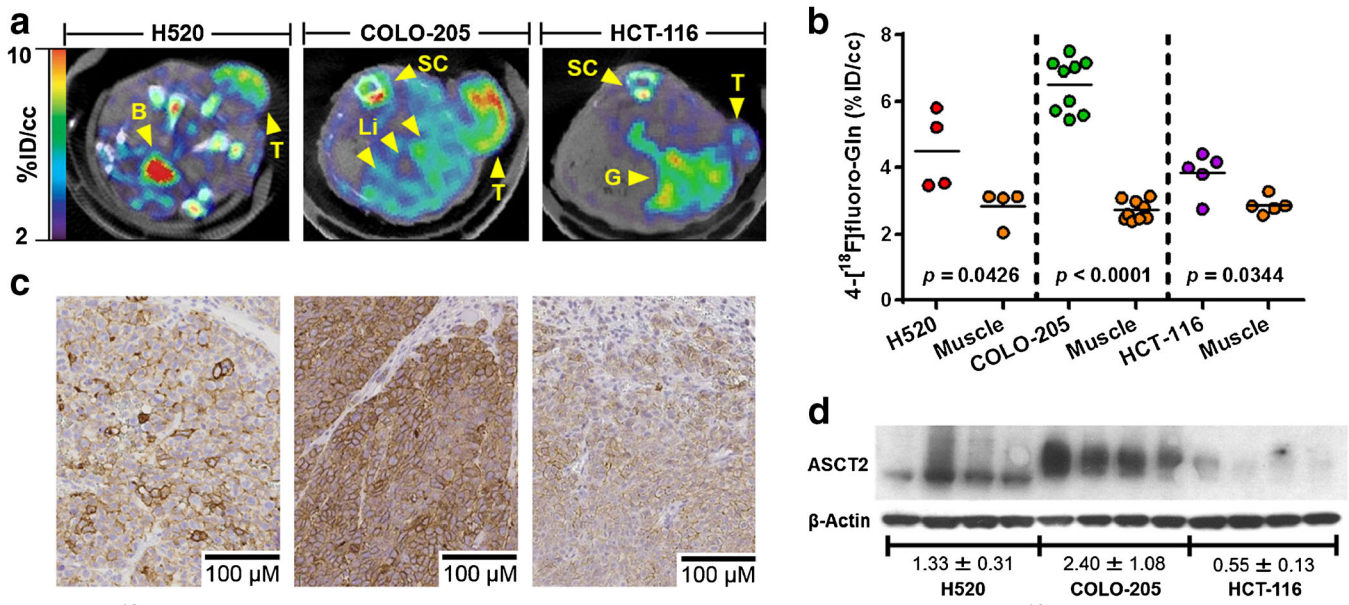 a
H520
COLO-205
HCT-116
10
%ID/cc
2
B
T
SC
Li
T
SC
T
G
b
4-[¹⁸F]fluoro-Gln (%ID/cc)
8
6
4
2
0
p = 0.0426
p < 0.0001
p = 0.0344
H520
Muscle
COLO-205
Muscle
HCT-116
Muscle
c
100 µM
100 µM
100 µM
d
ASCT2
β-Actin
1.33 ± 0.31
2.40 ± 1.08
0.55 ± 0.13
H520
COLO-205
HCT-116